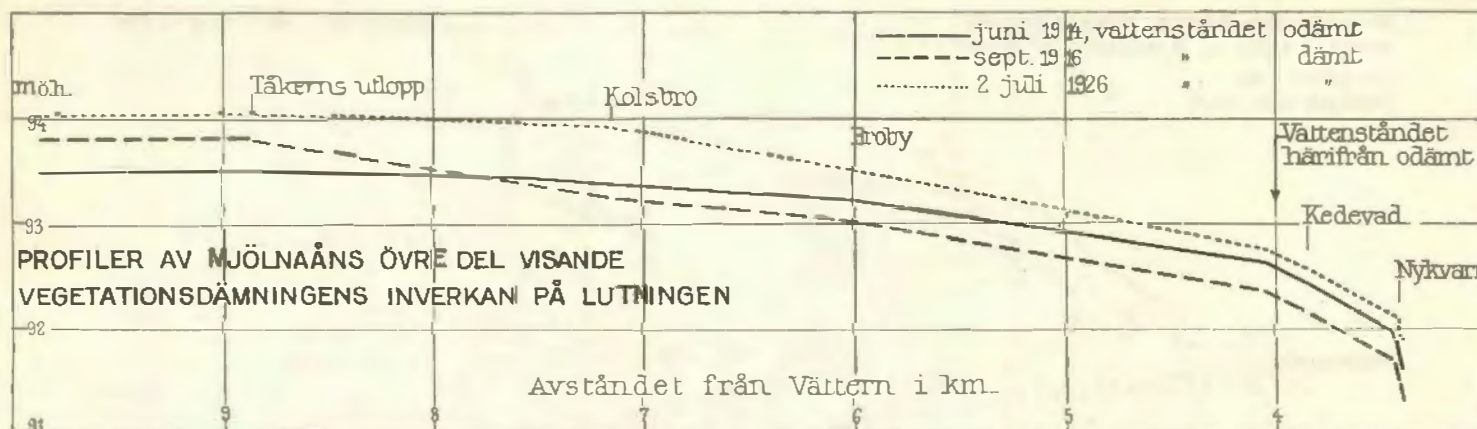 juni 1914, vattenståndet odämt
sept. 1916 " dämt
2 juli 1926 " "
möh.
Tåkerns utlopp
Kolsbro
94
Broby
Vattenståndet
härifrån odämt
93
Kedevad
PROFILER AV MJÖLNAÅNS ÖVRE DEL VISANDE
VEGETATIONSDÄMNINGENS INVERKAN PÅ LUTNINGEN
Nykvarn
92
Avståndet från Vättern i km.
91 9 8 7 6 5 4